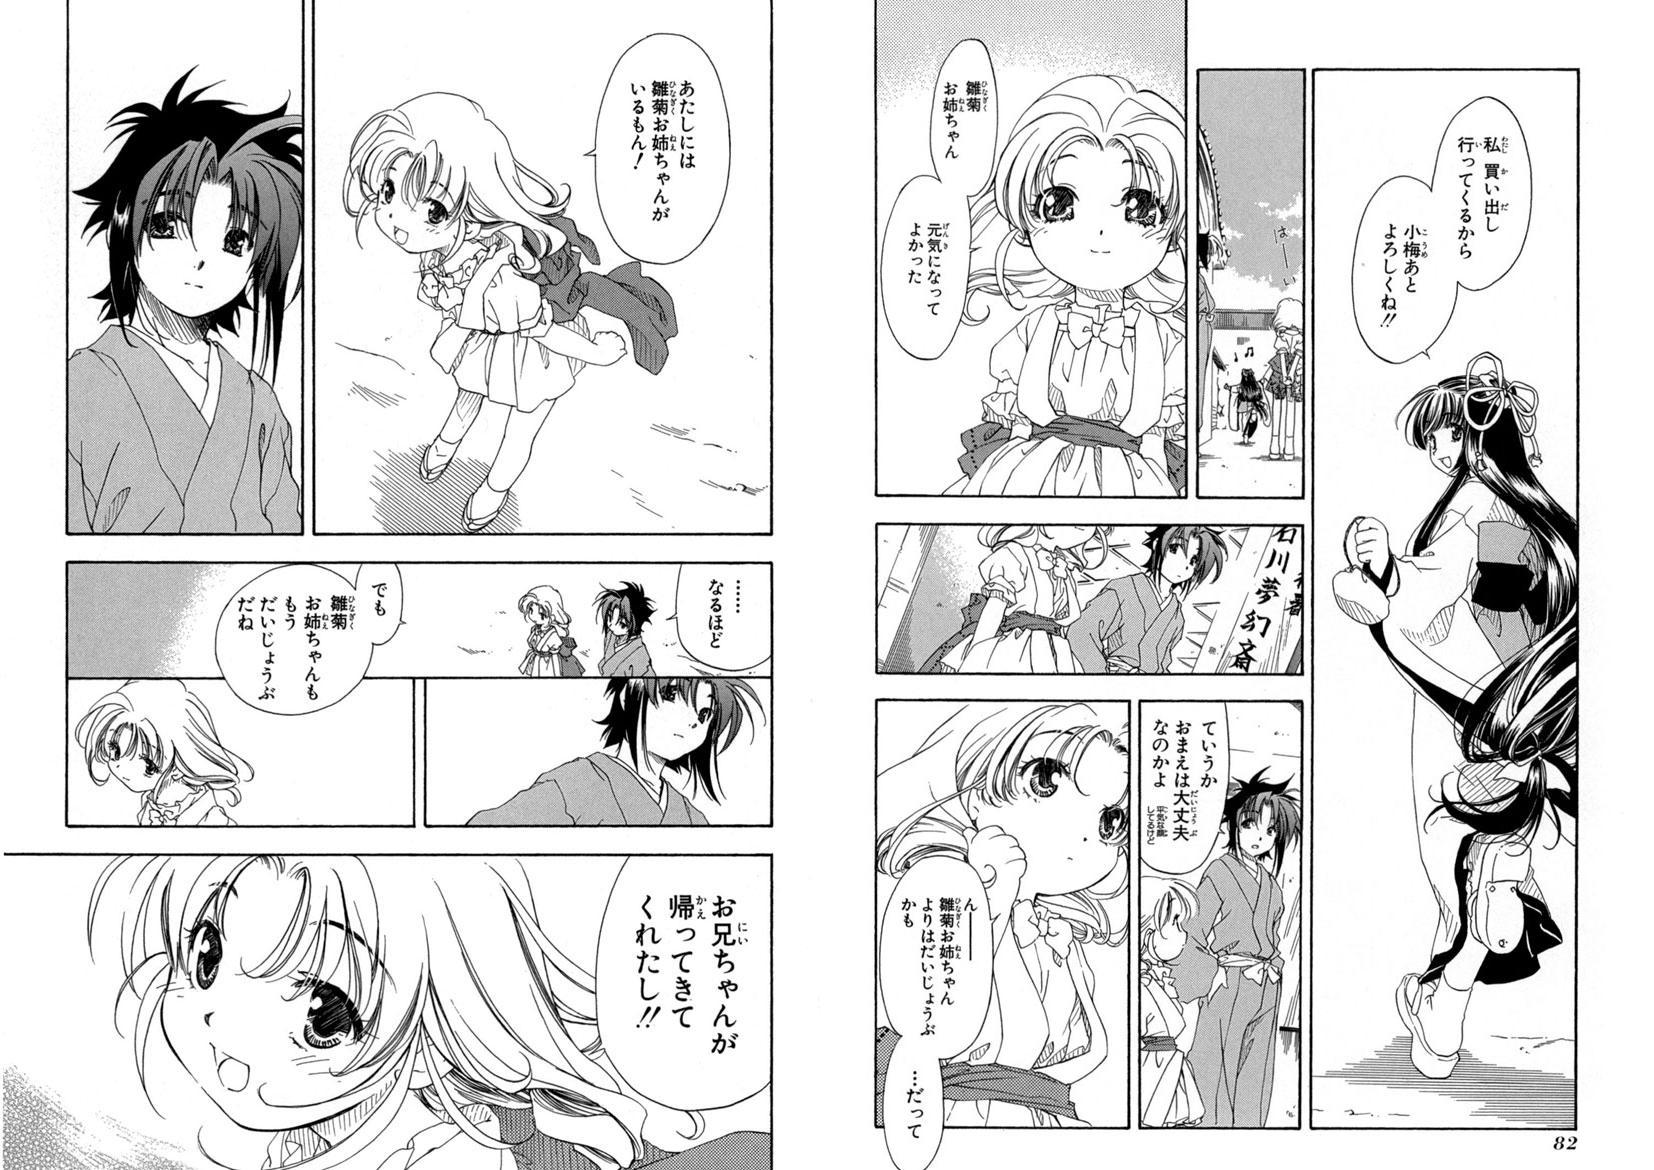 私 買い出し
行ってくるから
小梅あと
よろしくね!!
はーい
雛菊
お姉ちゃん
元気になって
よかった
石川夢幻斎
ていうか
おまえは大丈夫
なのかよ
平気な顔
してるけど
んーー
雛菊お姉ちゃん
よりはだいじょうぶ
かも
…だって
82
あたしには
雛菊お姉ちゃんが
いるもん!
……
なるほど
でも
雛菊
お姉ちゃんも
もう
だいじょうぶ
だね
お兄ちゃんが
帰ってきて
くれたし!!